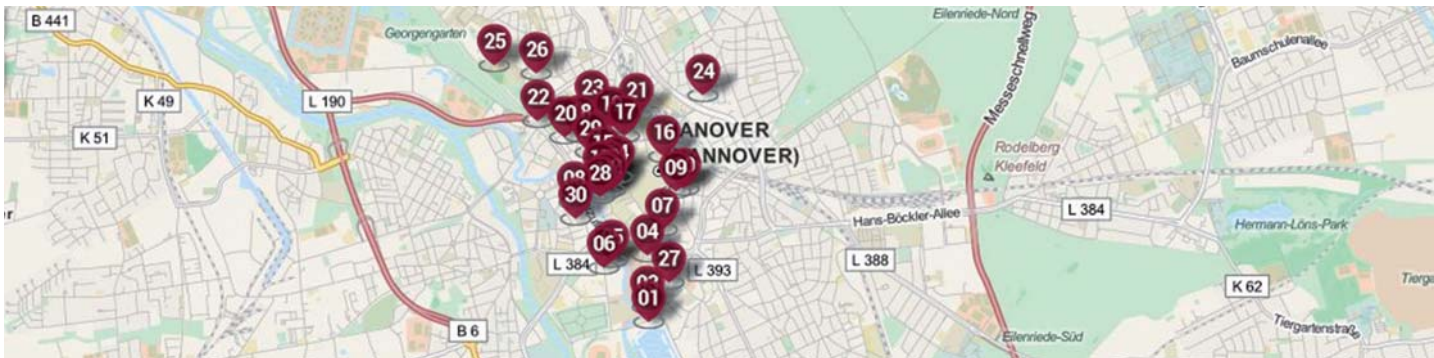 B 441
K 49
K 51
L 190
Georgengarten
25
26
24
23
21
22
20
17
16
ANOVER
ANNOVER)
09
28
30
07
04
06
27
01
L 384
L 393
B 6
Eilenriede-Nord
Messeschnellweg
Baumschulenallee
Rodelberg
Kleefeld
Hans-Böckler-Allee
L 384
Hermann-Löns-Park
L 388
K 62
Tiergartenstraße
Eilenriede-Süd